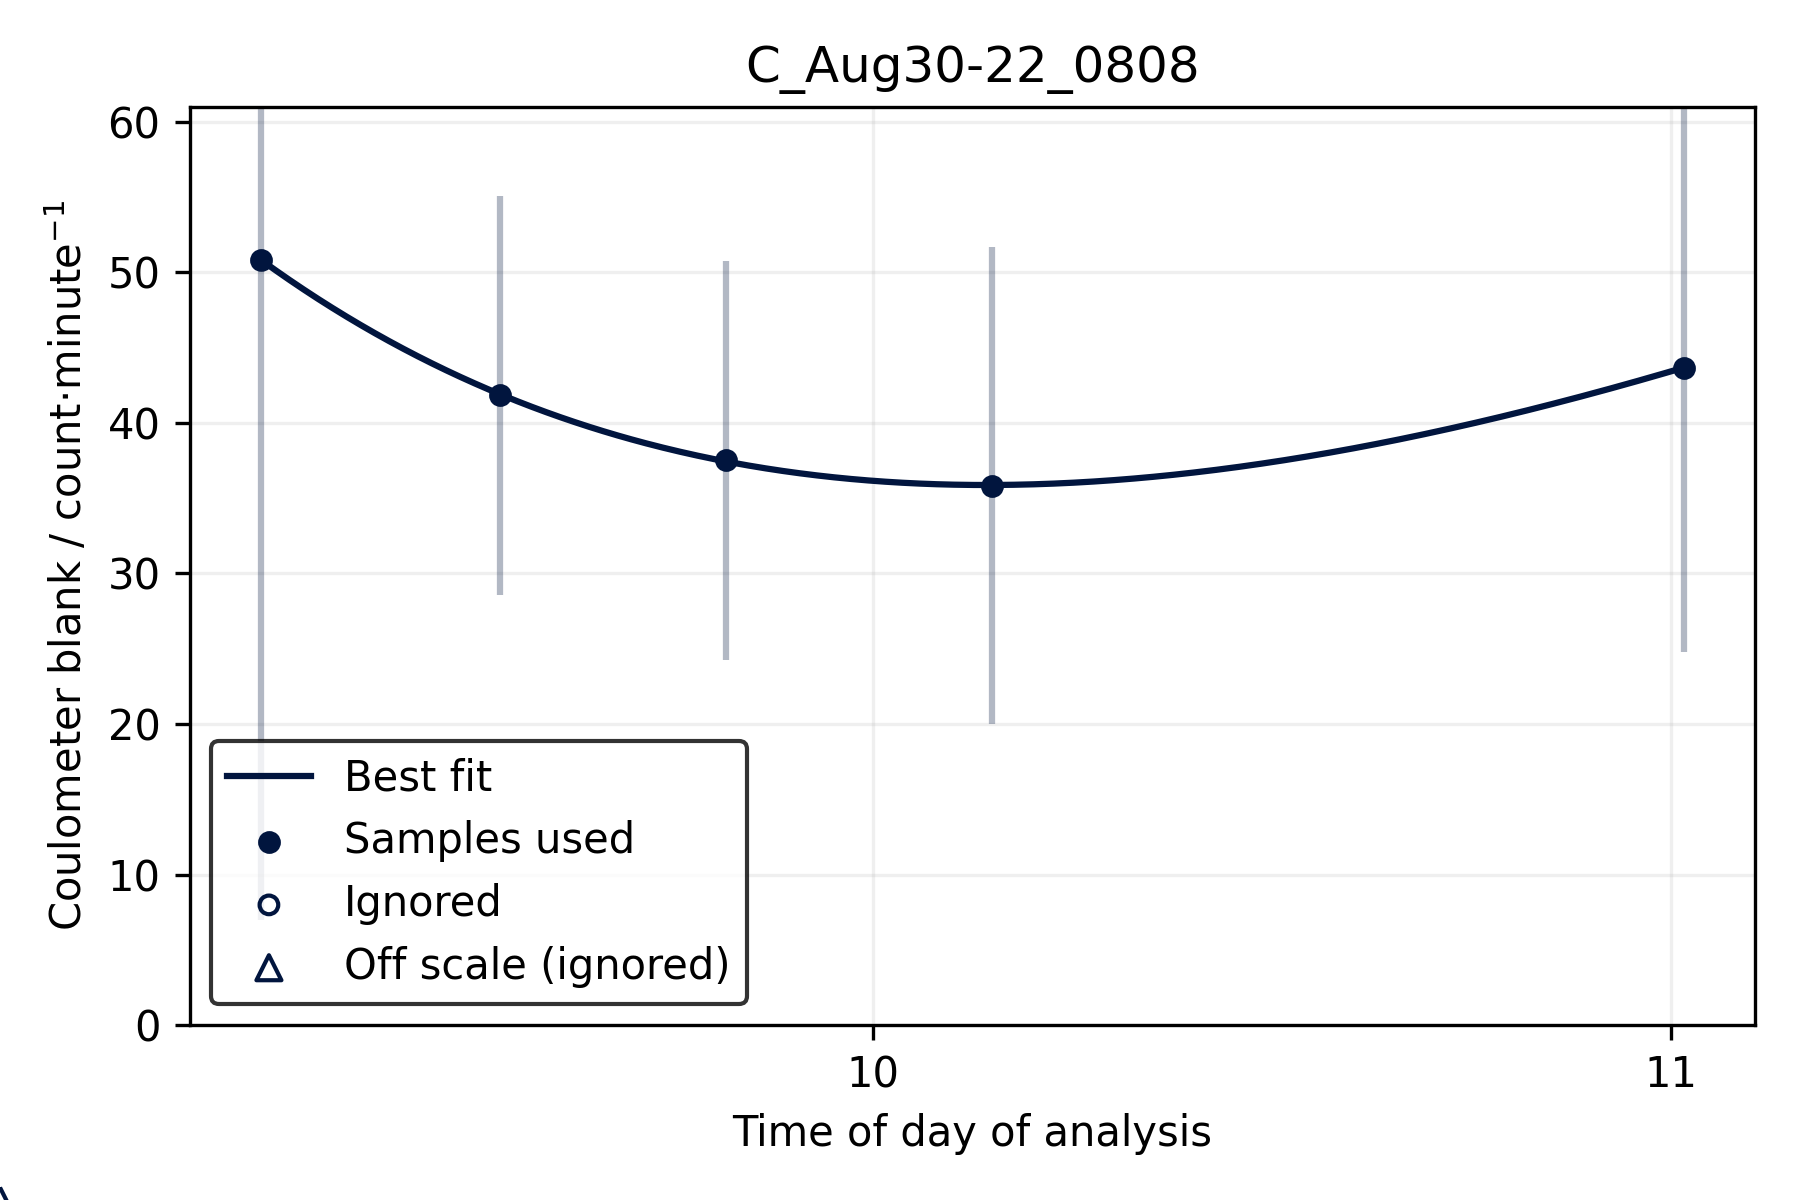 C_Aug30-22_0808
Coulometer blank / count·minute⁻¹
60
50
40
30
20
10
0
Best fit
Samples used
Ignored
Off scale (ignored)
10
11
Time of day of analysis